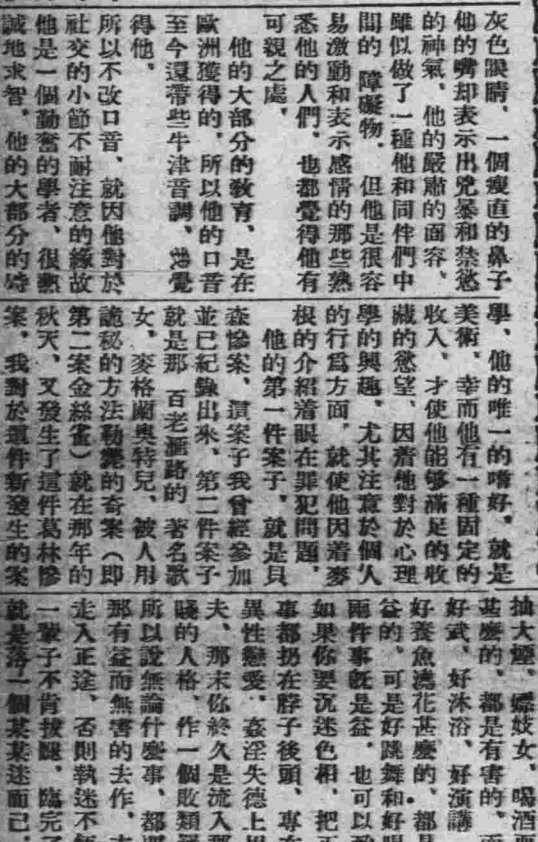 灰色眼睛、一個瘦直的鼻子
他的嘴却表示出兇暴和禁慾
的神氣、他的嚴肅的面容、
雖似做了一種他和同伴們中
間的、障礙物、但他是很容
易激動和表示感情的那些熟
悉他的人們、也都覺得他有
可親之處、
他的大部分的敎育、是在
歐洲獲得的、所以他的口音
至今還帶些牛津音調、我覺
得他、
所以不改口音、就因他對於
社交的小節不耐注意的緣故
他是一個勤奮的學者、很熱
誠地求智、他的大部分的時
學、他的唯一的嗜好、就是
美術、幸而他有一種固定的
收入、才使他能够滿足的收
藏的慾望、因着他對於心理
學的興趣、尤其注意於個人
的行爲方面、就使他因着麥
根的介紹着眼在罪犯問題、
他的第一件案子、就是貝
森慘案、這案子我曾經參加
並已紀錄出來、第二件案子
就是那 百老滙路的 著名歌
女、麥格蘭奧特兒、被人用
詭秘的方法勒斃的奇案（即
第二案金絲雀）就在那年的
秋天、又發生了這件葛林慘
案、我對於這件新發生的案
抽大煙、嫖妓女、喝酒
甚麽的、都是有害的、
好武、好沐浴、好演講
好養魚澆花甚麽的、都
益的、可是好跳舞和好
兩件事旣是益、也可以
如果你要沉迷色相、把
事都扔在脖子後頭、專
異性戀愛、姦淫失德上
夫、那末你終久是流入
的人格、作一個敗類
所以說無論什麽事、都
那有益而無害的去作、
走入正途、否則執迷不
一輩子不肯拔腿、臨完了
就是落一個某某迷而已、